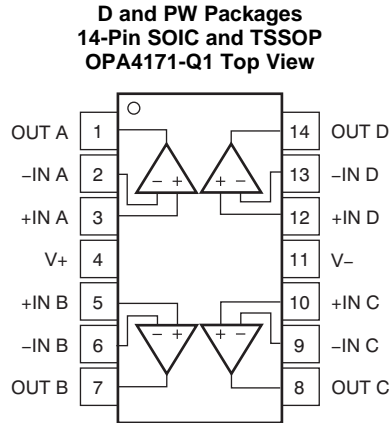 D and PW Packages
14-Pin SOIC and TSSOP
OPA4171-Q1 Top View
OUT A 1 14 OUT D
−IN A 2 13 −IN D
− + + −
+IN A 3 12 +IN D
V+ 4 11 V−
+IN B 5 10 +IN C
− + + −
−IN B 6 9 −IN C
OUT B 7 8 OUT C